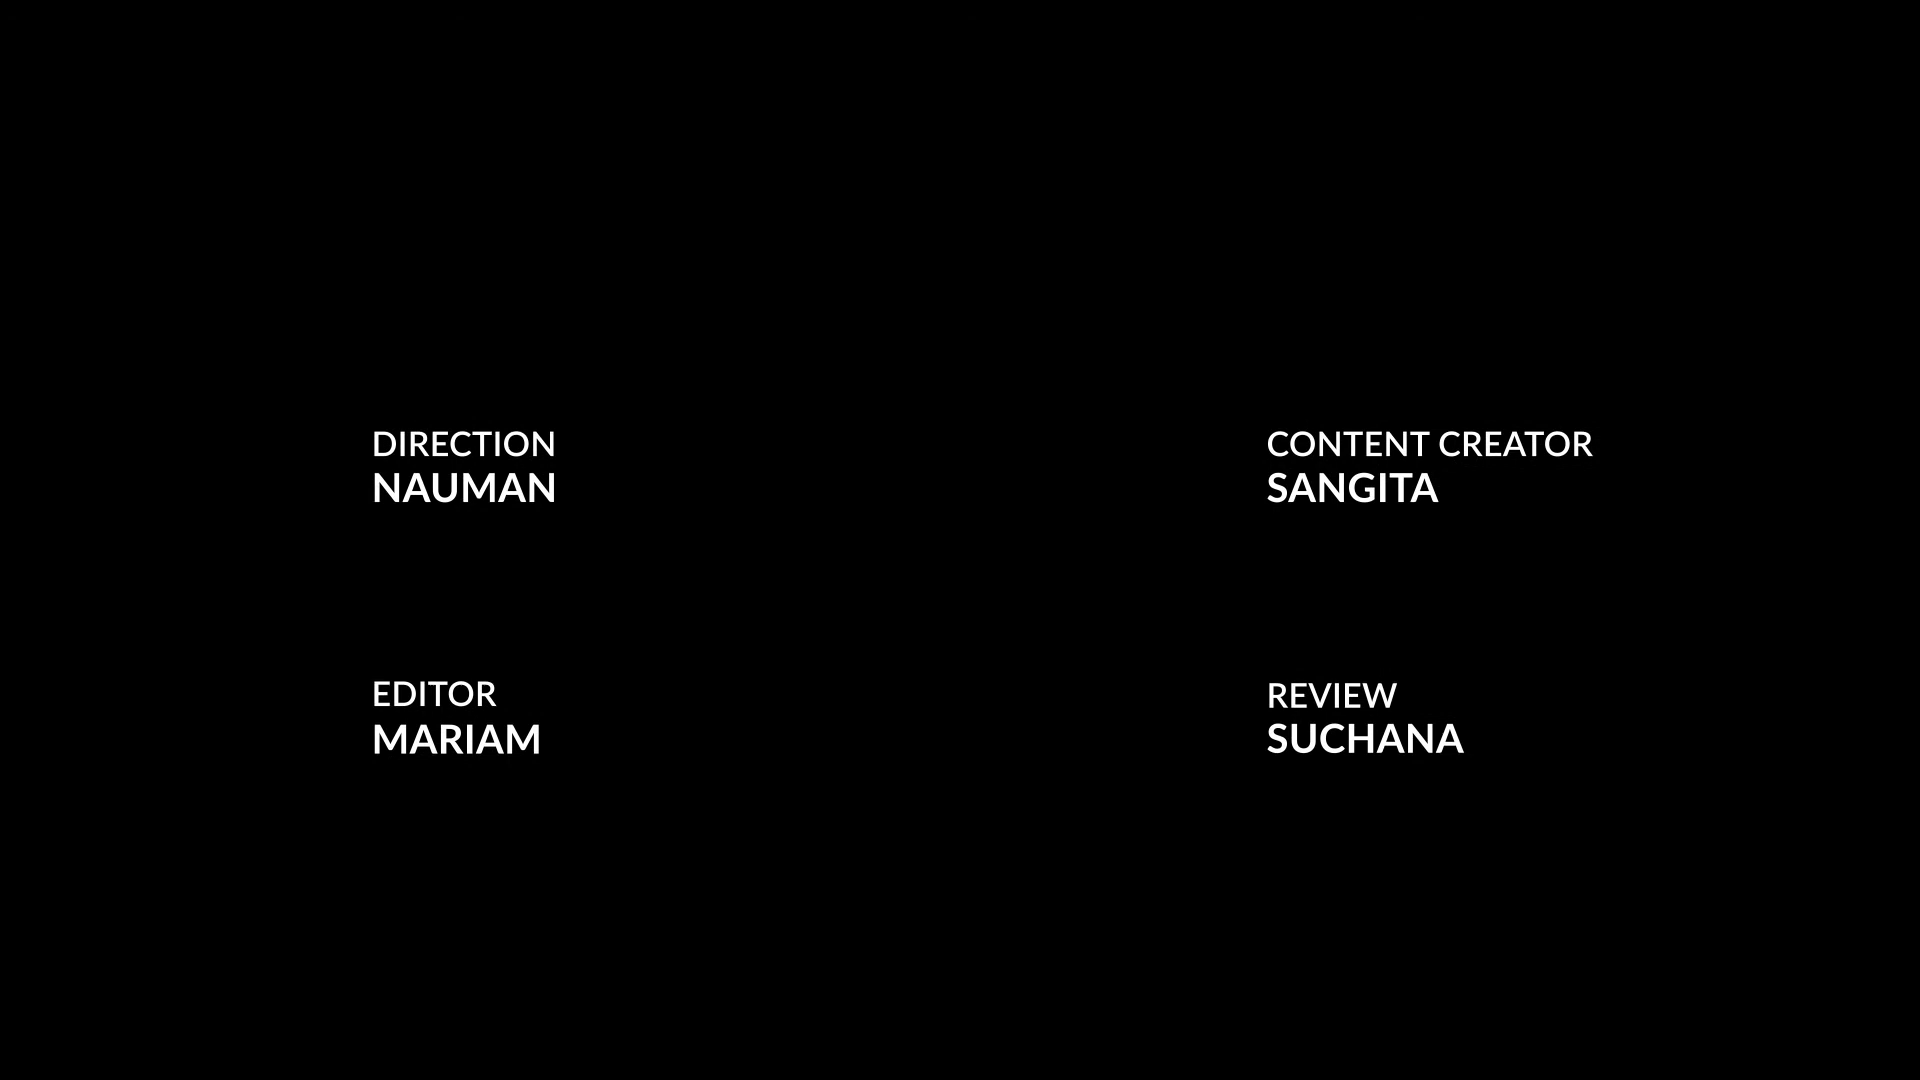 DIRECTION
NAUMAN
CONTENT CREATOR
SANGITA
EDITOR
MARIAM
REVIEW
SUCHANA